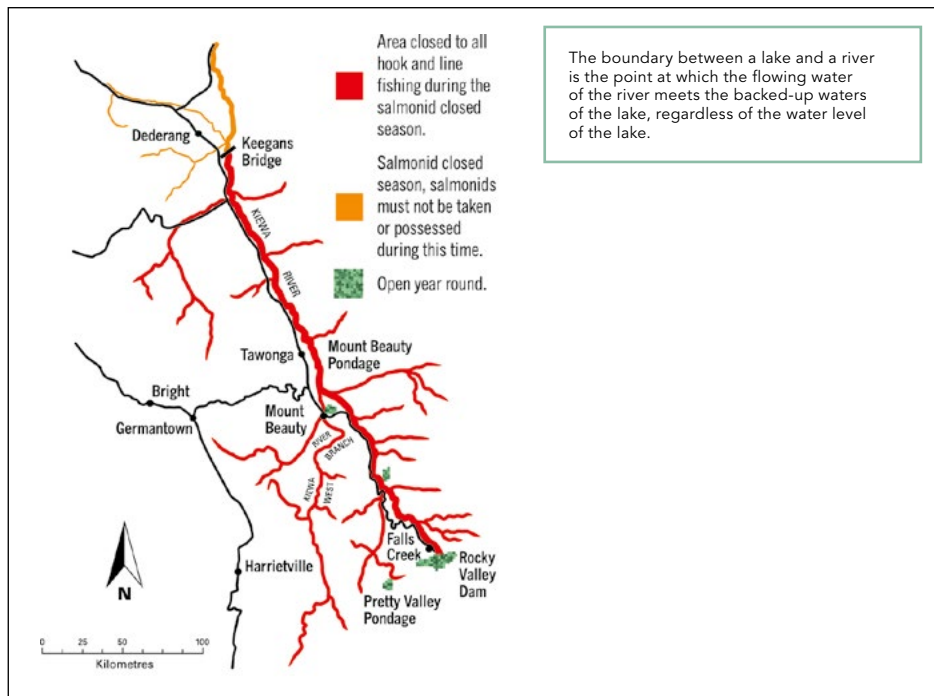 Area closed to all
hook and line
fishing during the
salmonid closed
season.
Salmonid closed
season, salmonids
must not be taken
or possessed
during this time.
Open year round.
The boundary between a lake and a river
is the point at which the flowing water
of the river meets the backed-up waters
of the lake, regardless of the water level
of the lake.
Dederang
Keegans
Bridge
KIEWA
RIVER
Tawonga
Mount Beauty
Pondage
Bright
Germantown
Mount
Beauty
RIVER
BRANCH
KIEWA
WEST
Falls
Creek
Rocky
Valley
Dam
Harrietville
Pretty Valley
Pondage
N
0 25 50 100
Kilometres